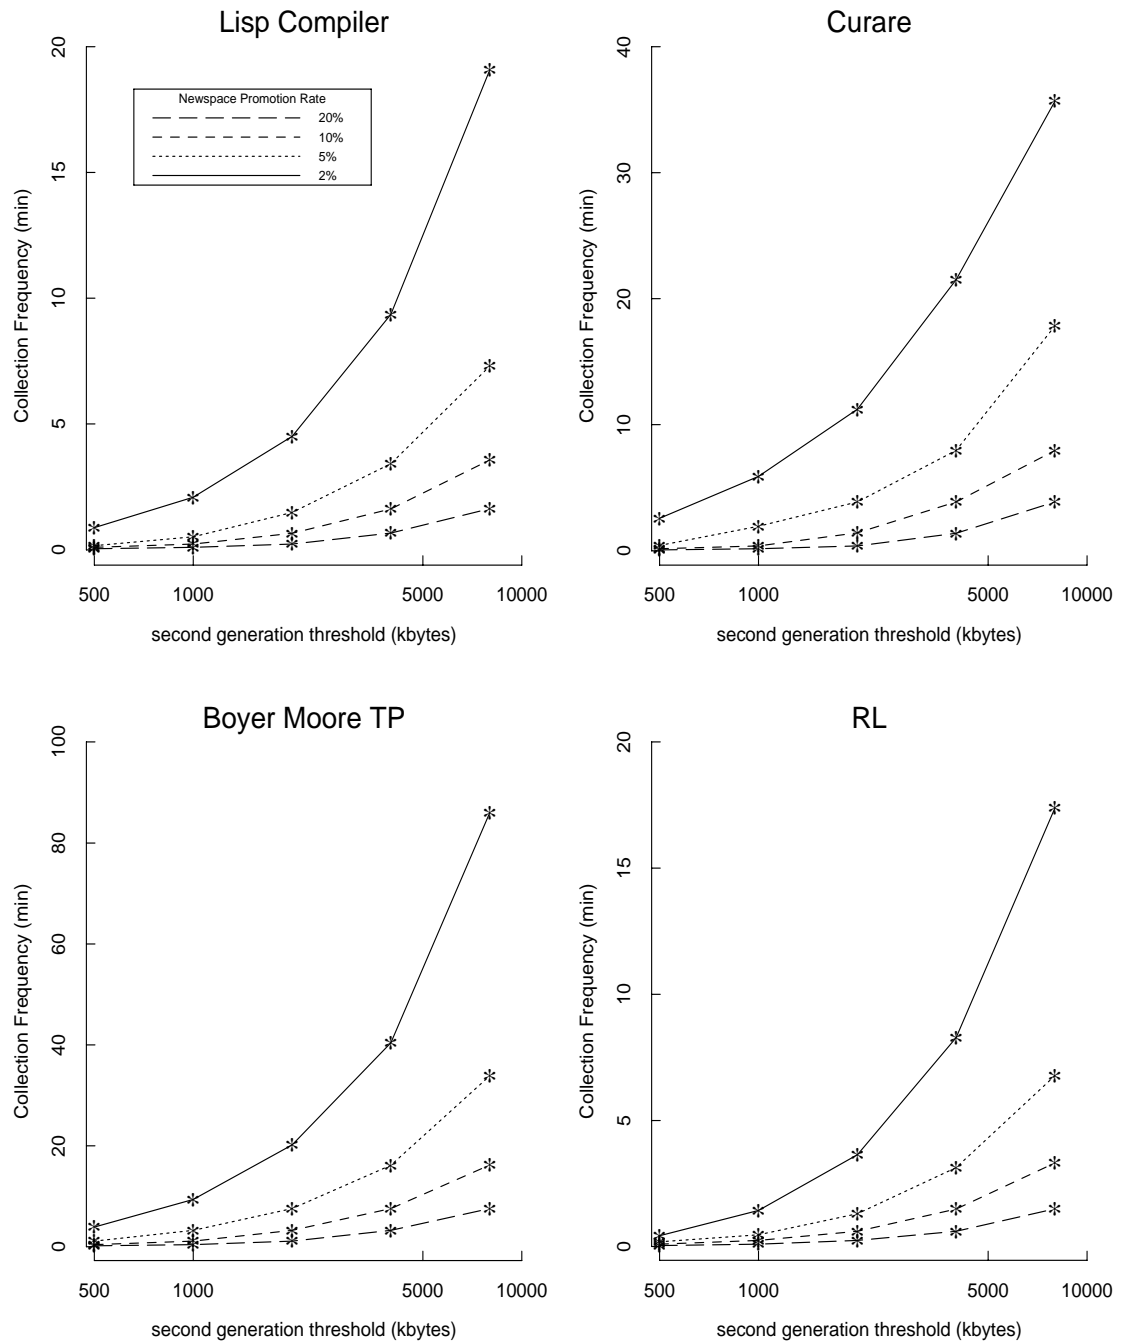 Lisp Compiler
Collection Frequency (min)
20
15
10
5
0
Newspace Promotion Rate
20%
10%
5%
2%
500 1000 5000 10000
second generation threshold (kbytes)
Curare
Collection Frequency (min)
40
30
20
10
0
500 1000 5000 10000
second generation threshold (kbytes)
Boyer Moore TP
Collection Frequency (min)
100
80
60
40
20
0
500 1000 5000 10000
second generation threshold (kbytes)
RL
Collection Frequency (min)
20
15
10
5
0
500 1000 5000 10000
second generation threshold (kbytes)